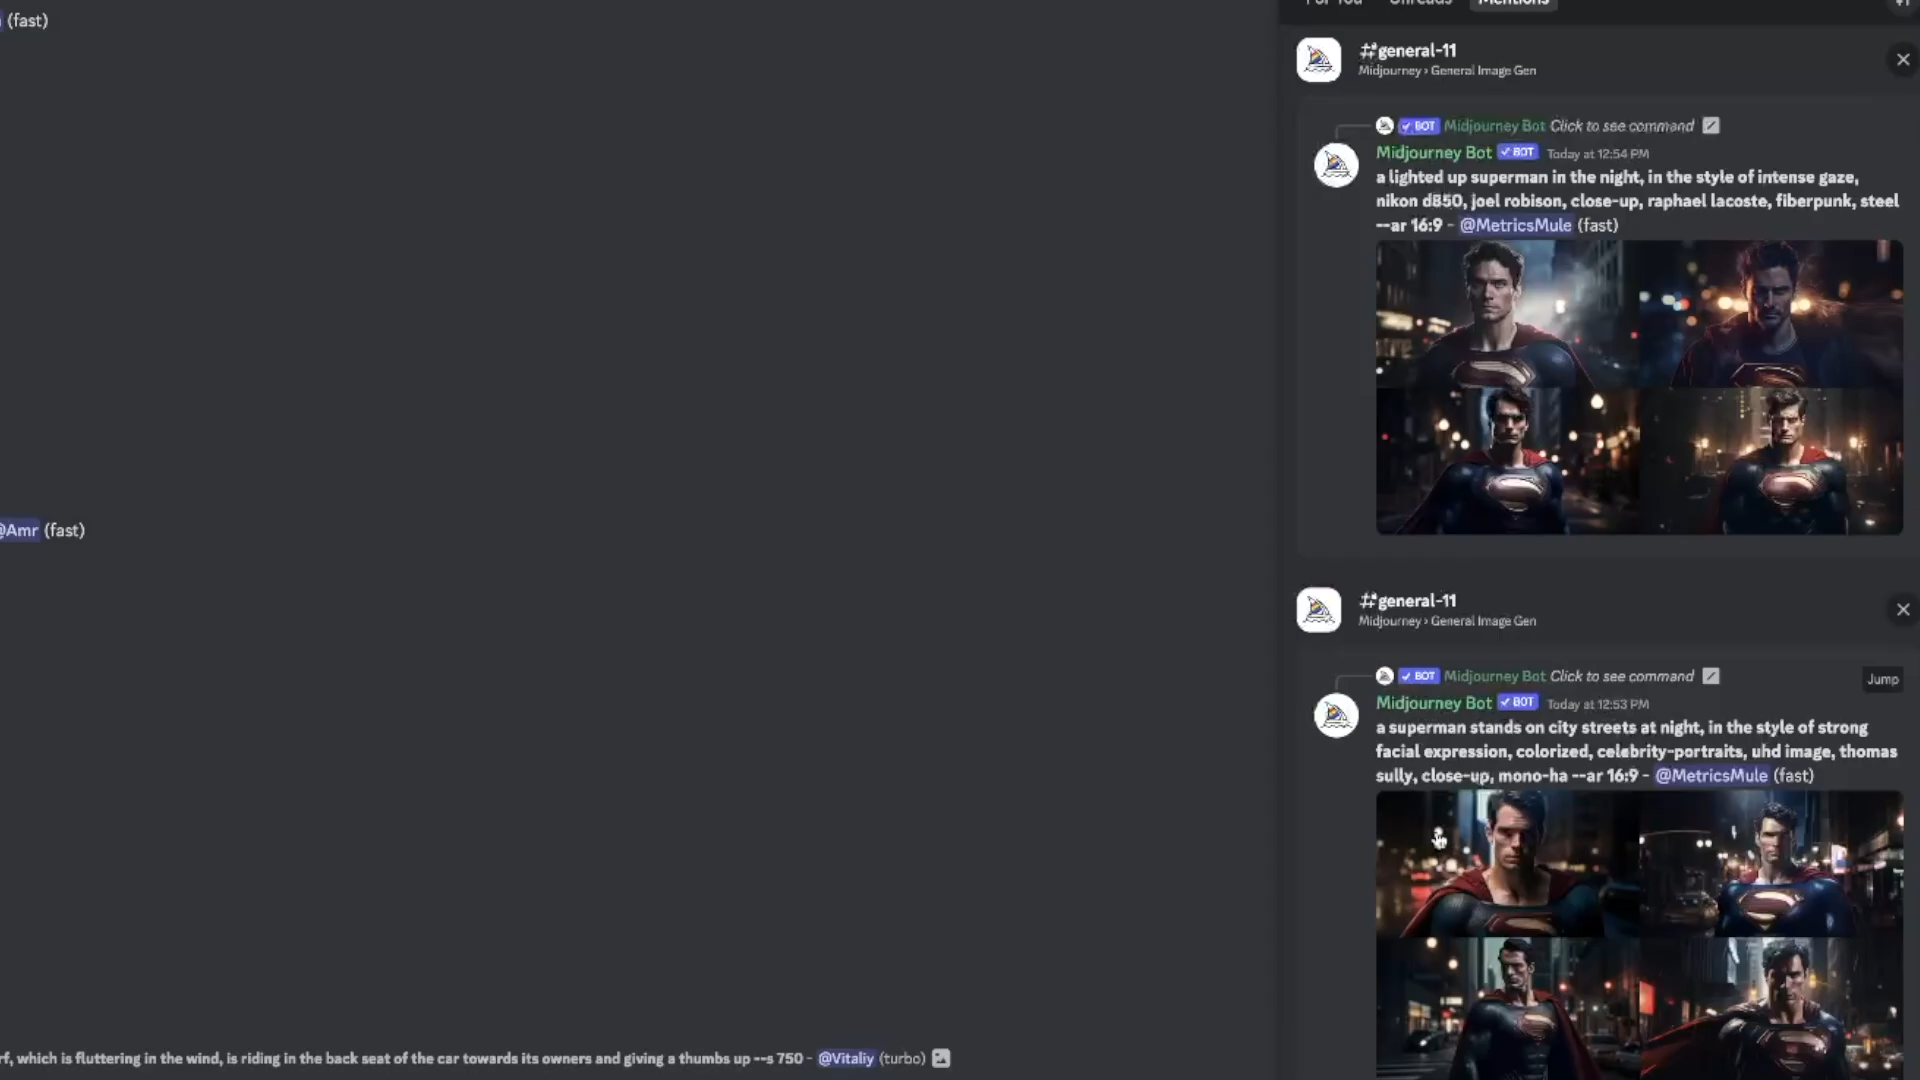 (fast)
@Amr (fast)
rf, which is fluttering in the wind, is riding in the back seat of the car towards its owners and giving a thumbs up --s 750 - @Vitaliy (turbo)
For You Unreads Mentions
#general-11
Midjourney › General Image Gen
✓ BOT Midjourney Bot Click to see command
Midjourney Bot ✓ BOT Today at 12:54 PM
a lighted up superman in the night, in the style of intense gaze,
nikon d850, joel robison, close-up, raphael lacoste, fiberpunk, steel
--ar 16:9 - @MetricsMule (fast)
#general-11
Midjourney › General Image Gen
✓ BOT Midjourney Bot Click to see command
Jump
Midjourney Bot ✓ BOT Today at 12:53 PM
a superman stands on city streets at night, in the style of strong
facial expression, colorized, celebrity-portraits, uhd image, thomas
sully, close-up, mono-ha --ar 16:9 - @MetricsMule (fast)